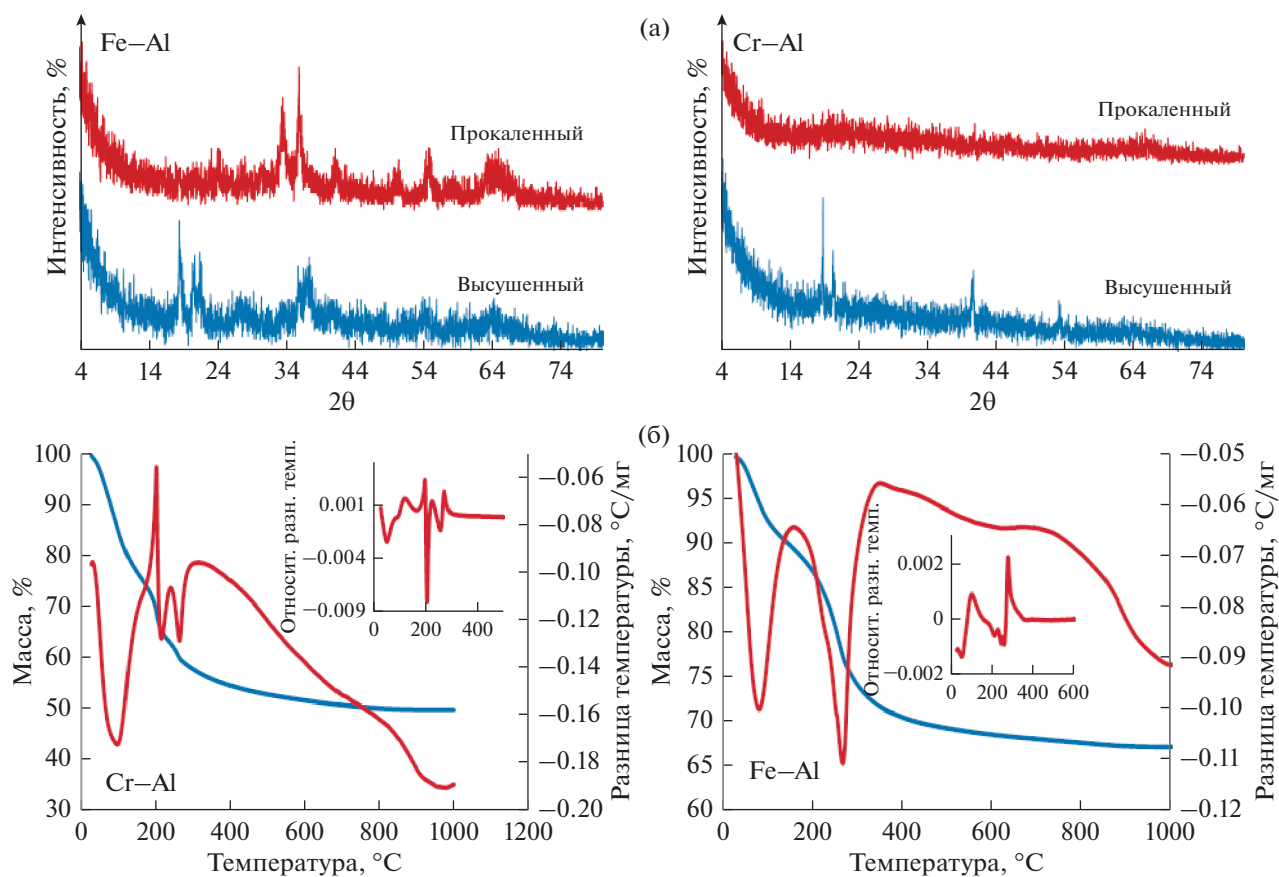 (а)
Fe–Al
Интенсивность, %
Прокаленный
Высушенный
4 14 24 34 44 54 64 74
2θ
Cr–Al
Интенсивность, %
Прокаленный
Высушенный
4 14 24 34 44 54 64 74
2θ
(б)
Масса, %
100
90
80
70
60
50
40
30
Cr–Al
0 200 400 600 800 1000 1200
Температура, °C
−0.06
−0.08
−0.10
−0.12
−0.14
−0.16
−0.18
−0.20
Разница температуры, °C/мг
Относит. разн. темп.
0.001
−0.004
−0.009
0 200 400
Масса, %
100
95
90
85
80
75
70
65
60
Fe–Al
0 200 400 600 800 1000
Температура, °C
−0.05
−0.06
−0.07
−0.08
−0.09
−0.10
−0.11
−0.12
Разница температуры, °C/мг
Относит. разн. темп.
0.002
0
−0.002
0 200 400 600